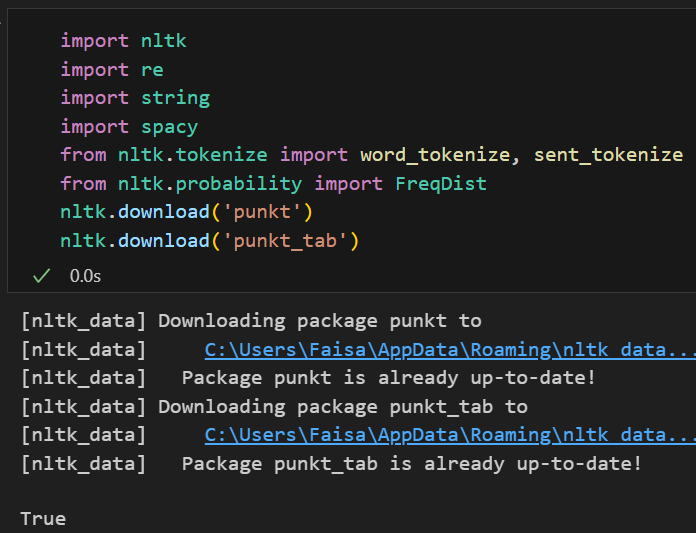 import nltk
import re
import string
import spacy
from nltk.tokenize import word_tokenize, sent_tokenize
from nltk.probability import FreqDist
nltk.download('punkt')
nltk.download('punkt_tab')
0.0s
[nltk_data] Downloading package punkt to
[nltk_data]     C:\Users\Faisa\AppData\Roaming\nltk_data...
[nltk_data]   Package punkt is already up-to-date!
[nltk_data] Downloading package punkt_tab to
[nltk_data]     C:\Users\Faisa\AppData\Roaming\nltk_data...
[nltk_data]   Package punkt_tab is already up-to-date!
True